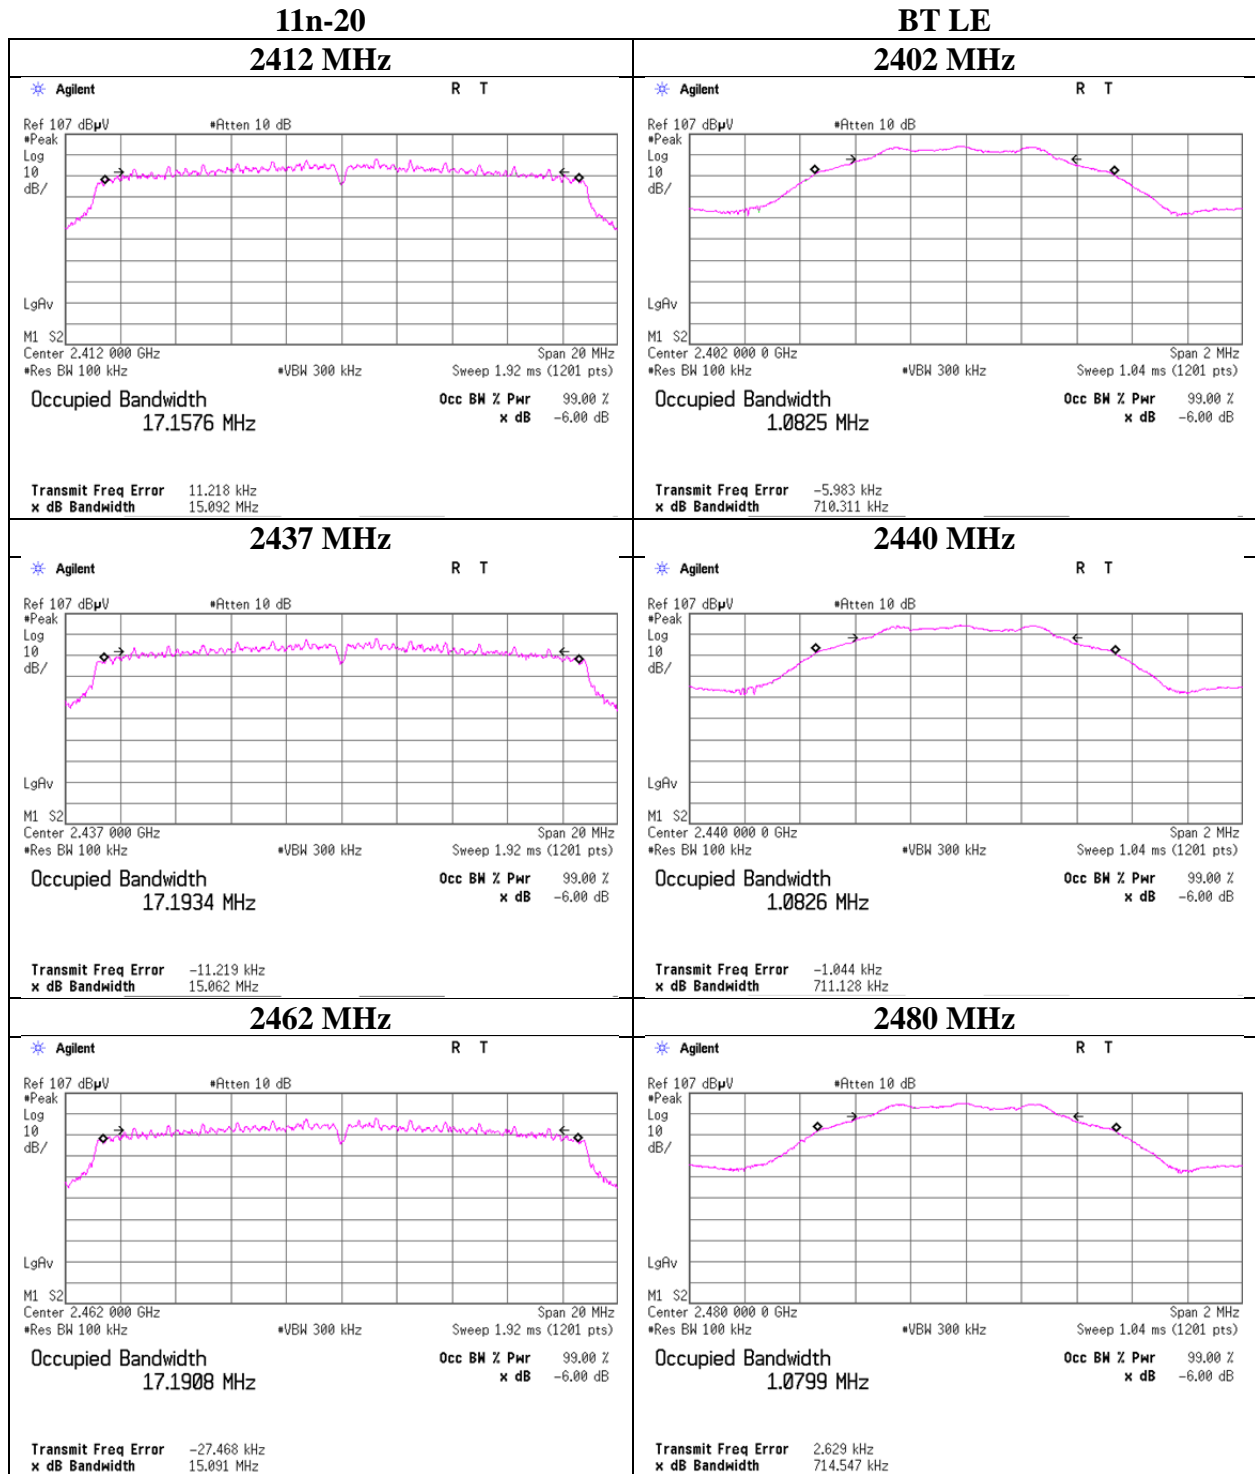 11n-20
BT LE
2412 MHz
2402 MHz
Agilent
R T
Ref 107 dBµV
#Atten 10 dB
#Peak
Log
10
dB/
LgAv
M1 S2
Center 2.412 000 GHz
Span 20 MHz
#Res BW 100 kHz
#VBW 300 kHz
Sweep 1.92 ms (1201 pts)
Occupied Bandwidth
17.1576 MHz
Occ BW % Pwr 99.00 %
x dB -6.00 dB
Transmit Freq Error 11.218 kHz
x dB Bandwidth 15.092 MHz
Agilent
R T
Ref 107 dBµV
#Atten 10 dB
#Peak
Log
10
dB/
LgAv
M1 S2
Center 2.402 000 0 GHz
Span 2 MHz
#Res BW 100 kHz
#VBW 300 kHz
Sweep 1.04 ms (1201 pts)
Occupied Bandwidth
1.0825 MHz
Occ BW % Pwr 99.00 %
x dB -6.00 dB
Transmit Freq Error -5.983 kHz
x dB Bandwidth 710.311 kHz
2437 MHz
2440 MHz
Agilent
R T
Ref 107 dBµV
#Atten 10 dB
#Peak
Log
10
dB/
LgAv
M1 S2
Center 2.437 000 GHz
Span 20 MHz
#Res BW 100 kHz
#VBW 300 kHz
Sweep 1.92 ms (1201 pts)
Occupied Bandwidth
17.1934 MHz
Occ BW % Pwr 99.00 %
x dB -6.00 dB
Transmit Freq Error -11.219 kHz
x dB Bandwidth 15.062 MHz
Agilent
R T
Ref 107 dBµV
#Atten 10 dB
#Peak
Log
10
dB/
LgAv
M1 S2
Center 2.440 000 0 GHz
Span 2 MHz
#Res BW 100 kHz
#VBW 300 kHz
Sweep 1.04 ms (1201 pts)
Occupied Bandwidth
1.0826 MHz
Occ BW % Pwr 99.00 %
x dB -6.00 dB
Transmit Freq Error -1.044 kHz
x dB Bandwidth 711.128 kHz
2462 MHz
2480 MHz
Agilent
R T
Ref 107 dBµV
#Atten 10 dB
#Peak
Log
10
dB/
LgAv
M1 S2
Center 2.462 000 GHz
Span 20 MHz
#Res BW 100 kHz
#VBW 300 kHz
Sweep 1.92 ms (1201 pts)
Occupied Bandwidth
17.1908 MHz
Occ BW % Pwr 99.00 %
x dB -6.00 dB
Transmit Freq Error -27.468 kHz
x dB Bandwidth 15.091 MHz
Agilent
R T
Ref 107 dBµV
#Atten 10 dB
#Peak
Log
10
dB/
LgAv
M1 S2
Center 2.480 000 0 GHz
Span 2 MHz
#Res BW 100 kHz
#VBW 300 kHz
Sweep 1.04 ms (1201 pts)
Occupied Bandwidth
1.0799 MHz
Occ BW % Pwr 99.00 %
x dB -6.00 dB
Transmit Freq Error 2.629 kHz
x dB Bandwidth 714.547 kHz